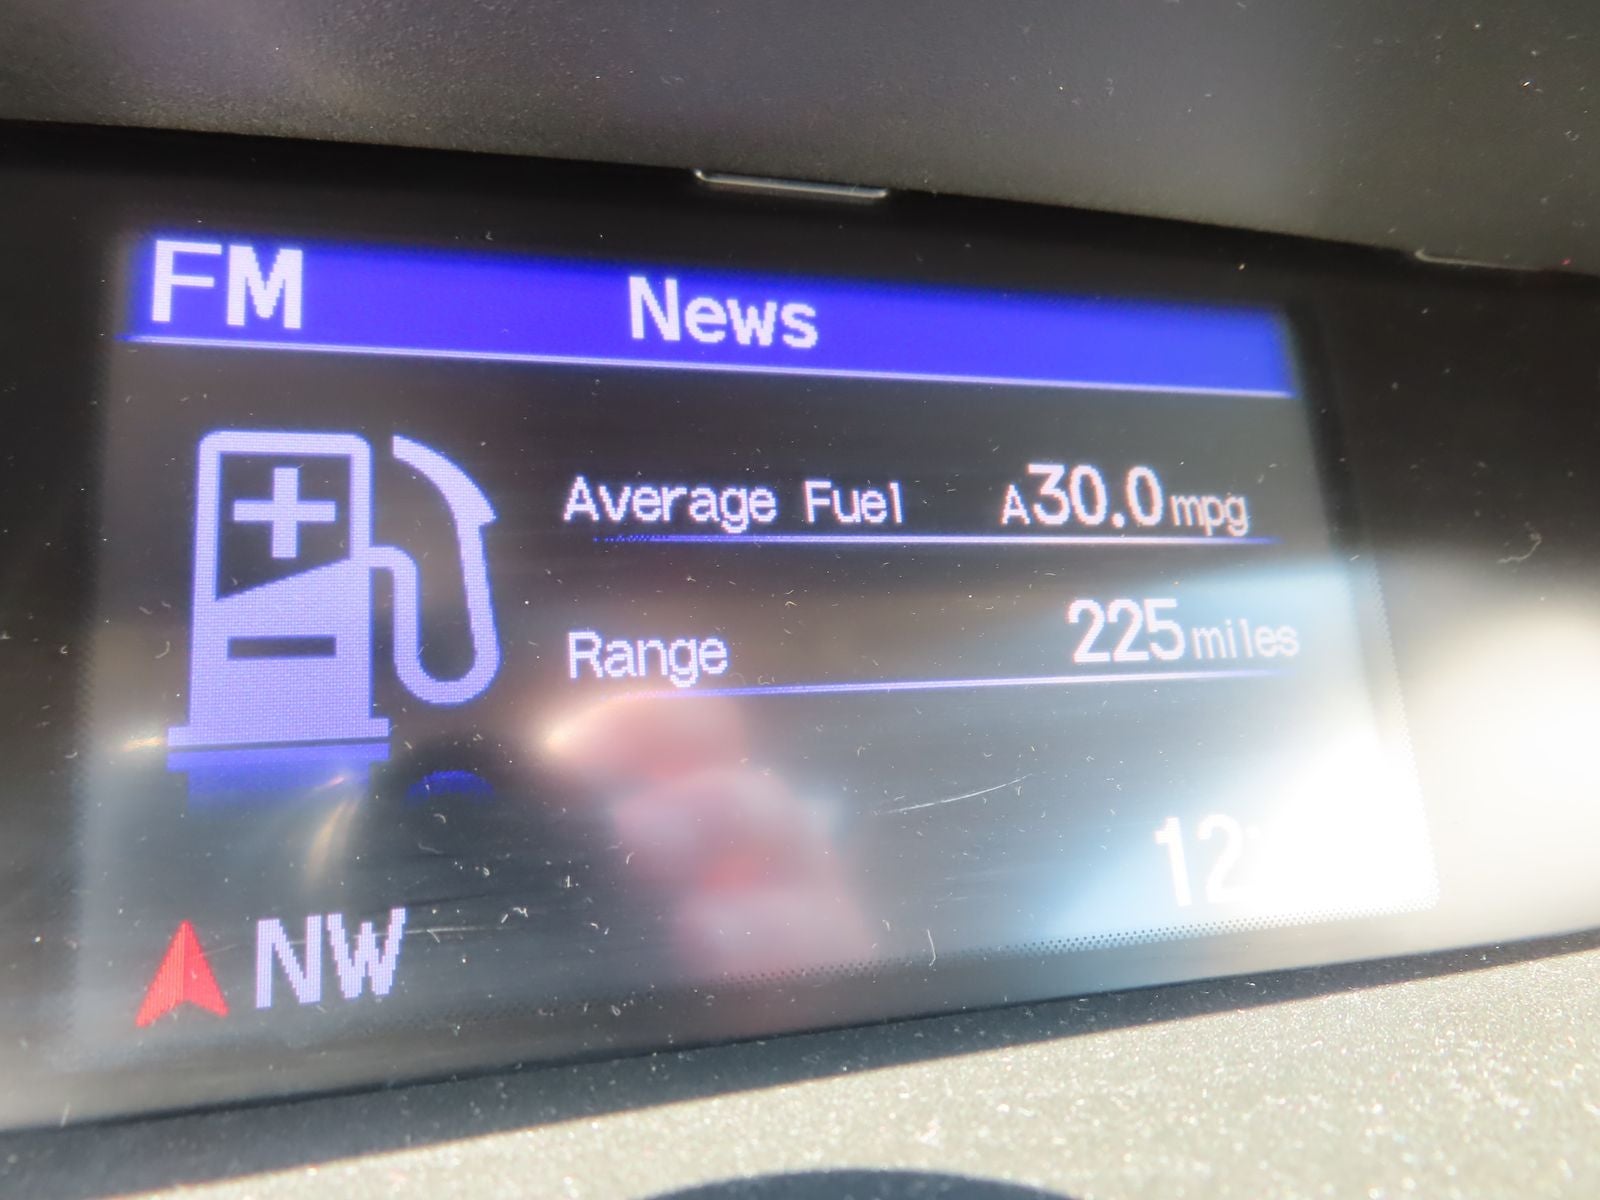 FM News
Average Fuel A30.0mpg
Range 225miles
NW